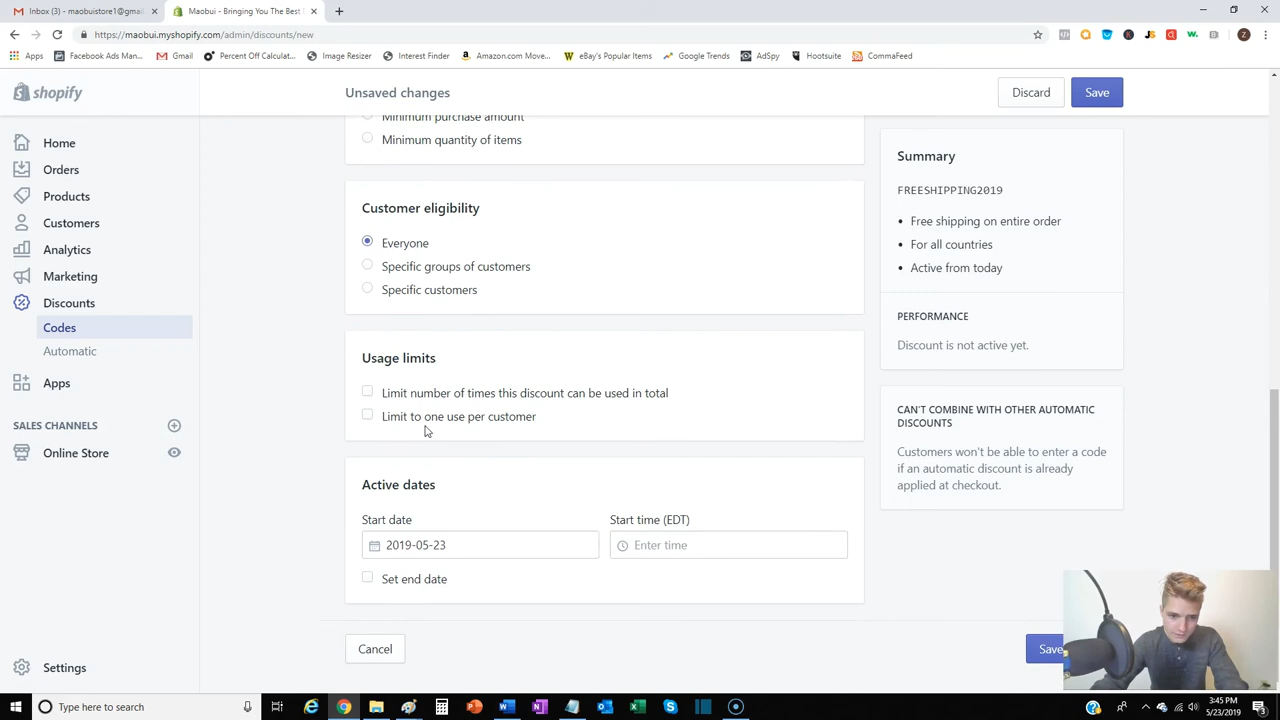 Inbox (3) - maobuistore1@gmail
Maobui - Bringing You The Best
https://maobui.myshopify.com/admin/discounts/new
Apps
Facebook Ads Man...
Gmail
Percent Off Calculat...
Image Resizer
Interest Finder
Amazon.com Move...
eBay's Popular Items
Google Trends
AdSpy
Hootsuite
CommaFeed
shopify
Unsaved changes
Discard
Save
Home
Orders
Products
Customers
Analytics
Marketing
Discounts
Codes
Automatic
Apps
SALES CHANNELS
Online Store
Settings
Minimum purchase amount
Minimum quantity of items
Customer eligibility
Everyone
Specific groups of customers
Specific customers
Usage limits
Limit number of times this discount can be used in total
Limit to one use per customer
Active dates
Start date
Start time (EDT)
2019-05-23
Enter time
Set end date
Cancel
Save
Summary
FREESHIPPING2019
• Free shipping on entire order
• For all countries
• Active from today
PERFORMANCE
Discount is not active yet.
CAN'T COMBINE WITH OTHER AUTOMATIC
DISCOUNTS
Customers won't be able to enter a code
if an automatic discount is already
applied at checkout.
Type here to search
3:45 PM
5/23/2019